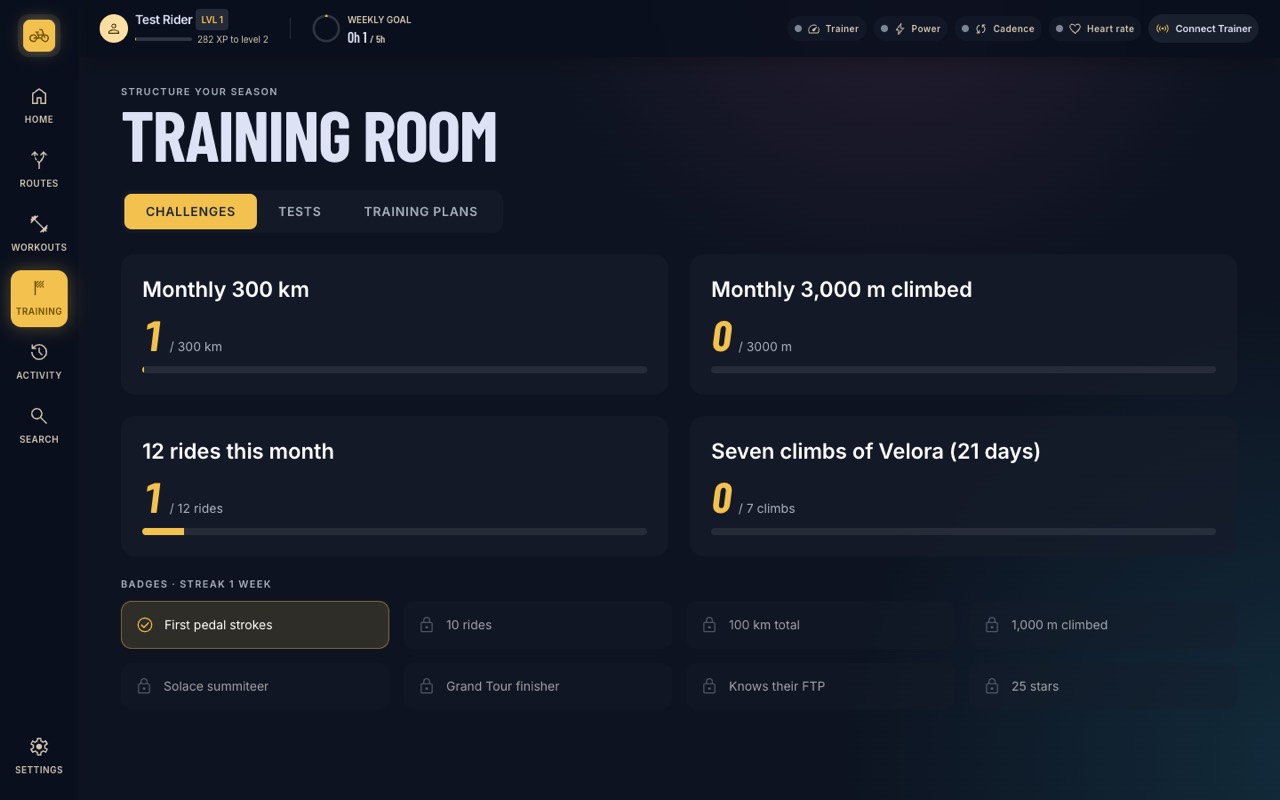 Test Rider LVL 1
282 XP to level 2
WEEKLY GOAL
0h 1 / 5h
Trainer
Power
Cadence
Heart rate
Connect Trainer
HOME
ROUTES
WORKOUTS
TRAINING
ACTIVITY
SEARCH
SETTINGS
STRUCTURE YOUR SEASON
TRAINING ROOM
CHALLENGES
TESTS
TRAINING PLANS
Monthly 300 km
1 / 300 km
Monthly 3,000 m climbed
0 / 3000 m
12 rides this month
1 / 12 rides
Seven climbs of Velora (21 days)
0 / 7 climbs
BADGES · STREAK 1 WEEK
First pedal strokes
10 rides
100 km total
1,000 m climbed
Solace summiteer
Grand Tour finisher
Knows their FTP
25 stars